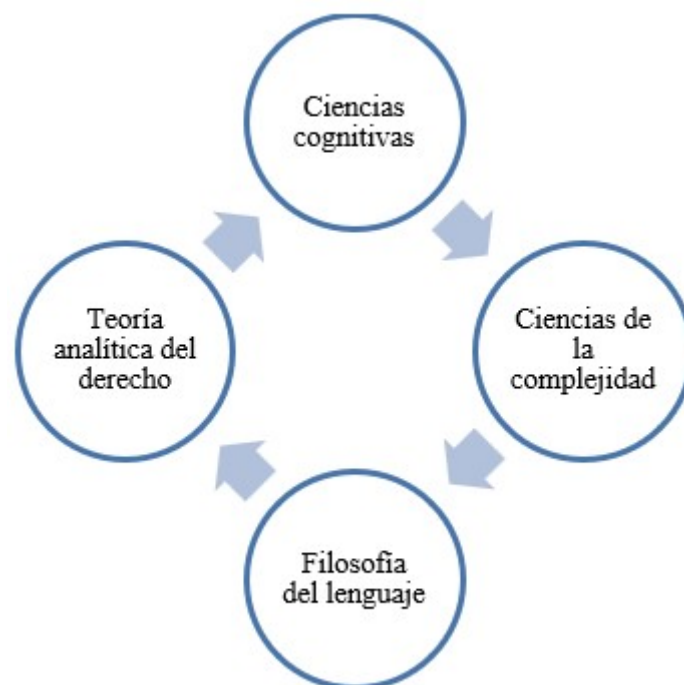 Ciencias
cognitivas
Teoría
analítica del
derecho
Ciencias de
la
complejidad
Filosofía
del lenguaje